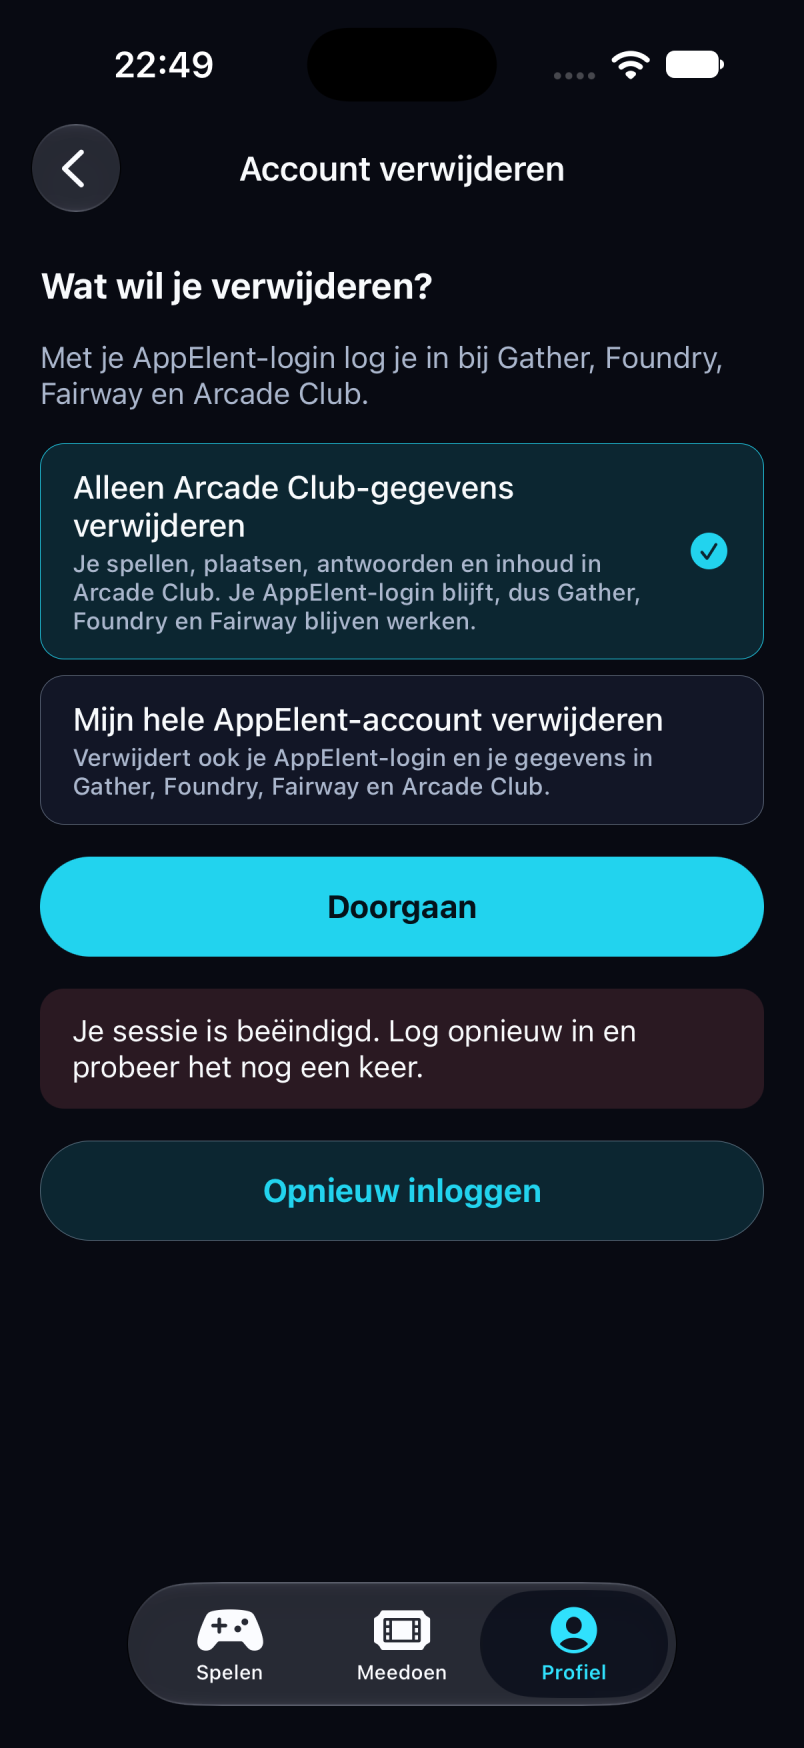 22:49
Account verwijderen
Wat wil je verwijderen?
Met je AppElent-login log je in bij Gather, Foundry,
Fairway en Arcade Club.
Alleen Arcade Club-gegevens
verwijderen
Je spellen, plaatsen, antwoorden en inhoud in
Arcade Club. Je AppElent-login blijft, dus Gather,
Foundry en Fairway blijven werken.
Mijn hele AppElent-account verwijderen
Verwijdert ook je AppElent-login en je gegevens in
Gather, Foundry, Fairway en Arcade Club.
Doorgaan
Je sessie is beëindigd. Log opnieuw in en
probeer het nog een keer.
Opnieuw inloggen
Spelen
Meedoen
Profiel